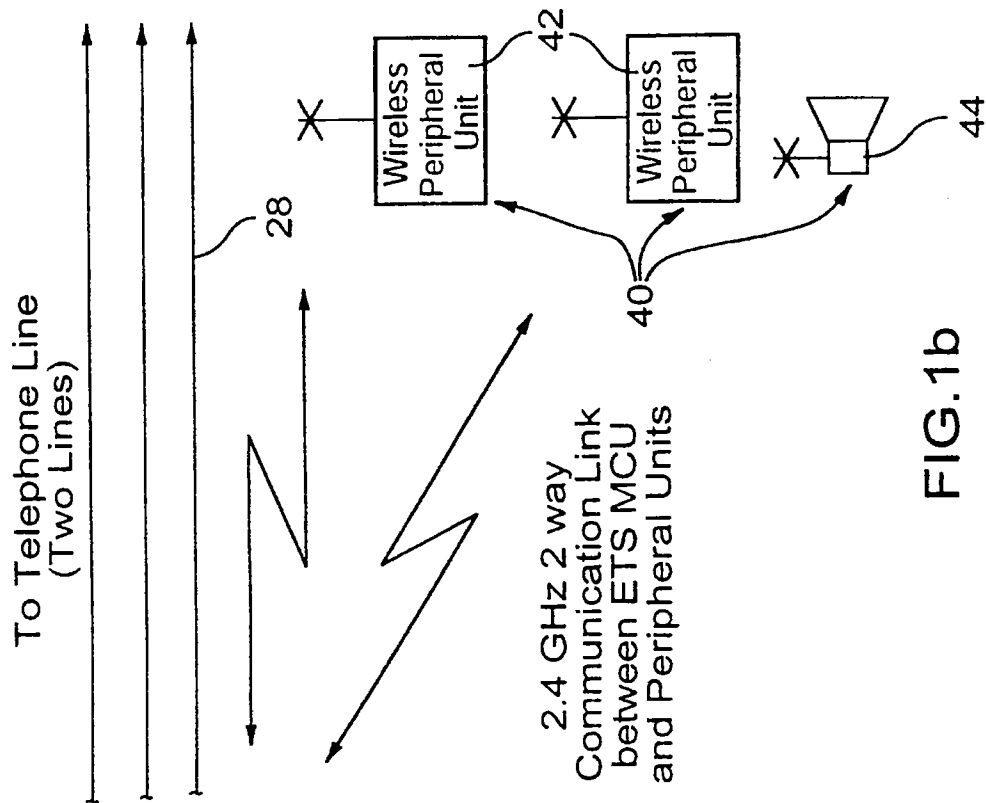 To Telephone Line
(Two Lines)
28
Wireless
Peripheral
Unit
42
Wireless
Peripheral
Unit
40
44
2.4 GHz 2 way
Communication Link
between ETS MCU
and Peripheral Units
FIG.1b